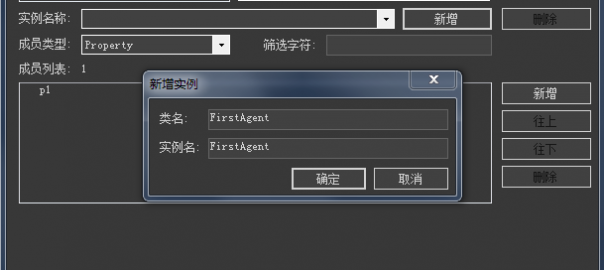 实例名称: 新增 删除
成员类型: Property 筛选字符:
成员列表: 1
p1
新增
往上
往下
删除
新增实例
类名: FirstAgent
实例名: FirstAgent
确定 取消